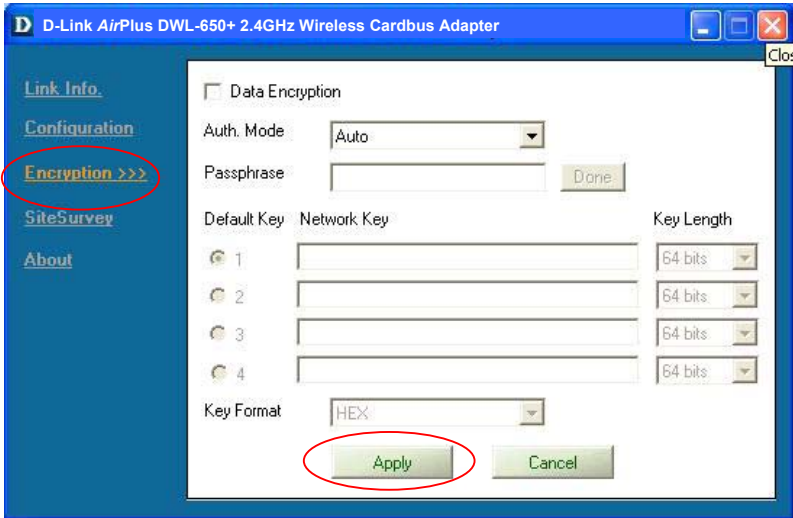 D D-Link AirPlus DWL-650+ 2.4GHz Wireless Cardbus Adapter
Clos
Link Info.
Configuration
Encryption >>>
SiteSurvey
About
Data Encryption
Auth. Mode Auto
Passphrase Done
Default Key Network Key Key Length
1 64 bits
2 64 bits
3 64 bits
4 64 bits
Key Format HEX
Apply Cancel